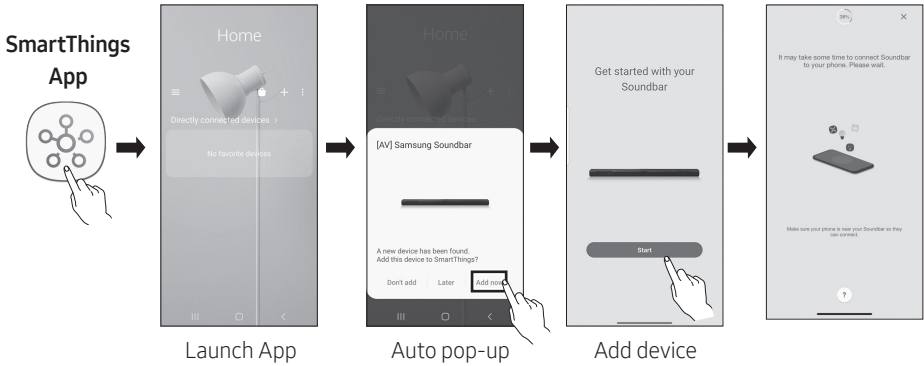 SmartThings
App
Home
Directly connected devices >
No favorite devices
Launch App
Home
Directly connected devices >
[AV] Samsung Soundbar
A new device has been found.
Add this device to SmartThings?
Don't add
Later
Add now
Auto pop-up
Get started with your
Soundbar
Start
Add device
It may take some time to connect Soundbar
to your phone. Please wait.
Make sure your phone is near your Soundbar so they
can connect.
?